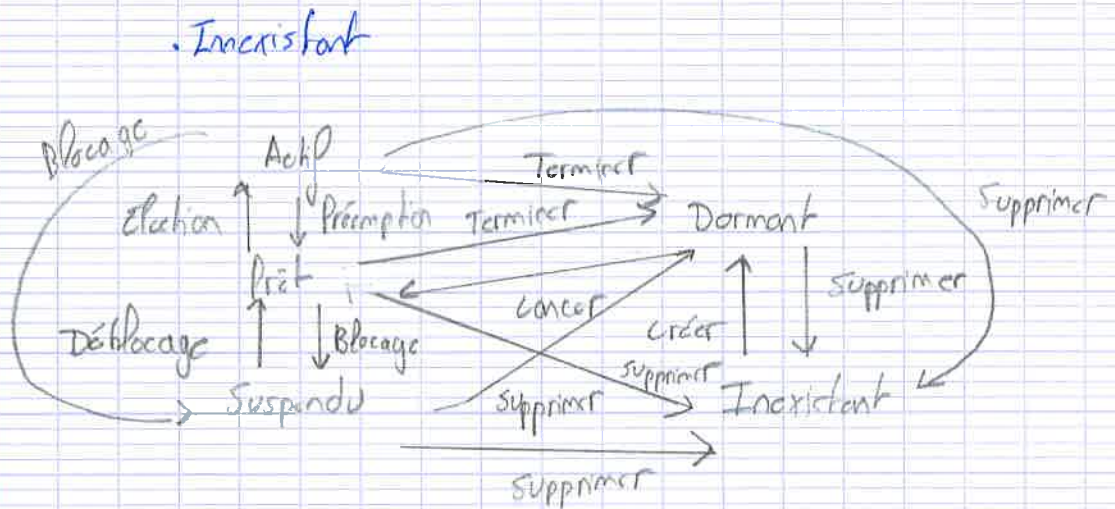 . Inexistant
Blocage
Actif
Terminer
Supprimer
Election
Préemption
Terminer
Dormant
Prêt
Supprimer
Lancer
Déblocage
Blocage
Créer
Supprimer
Suspendu
Supprimer
Inexistant
Supprimer